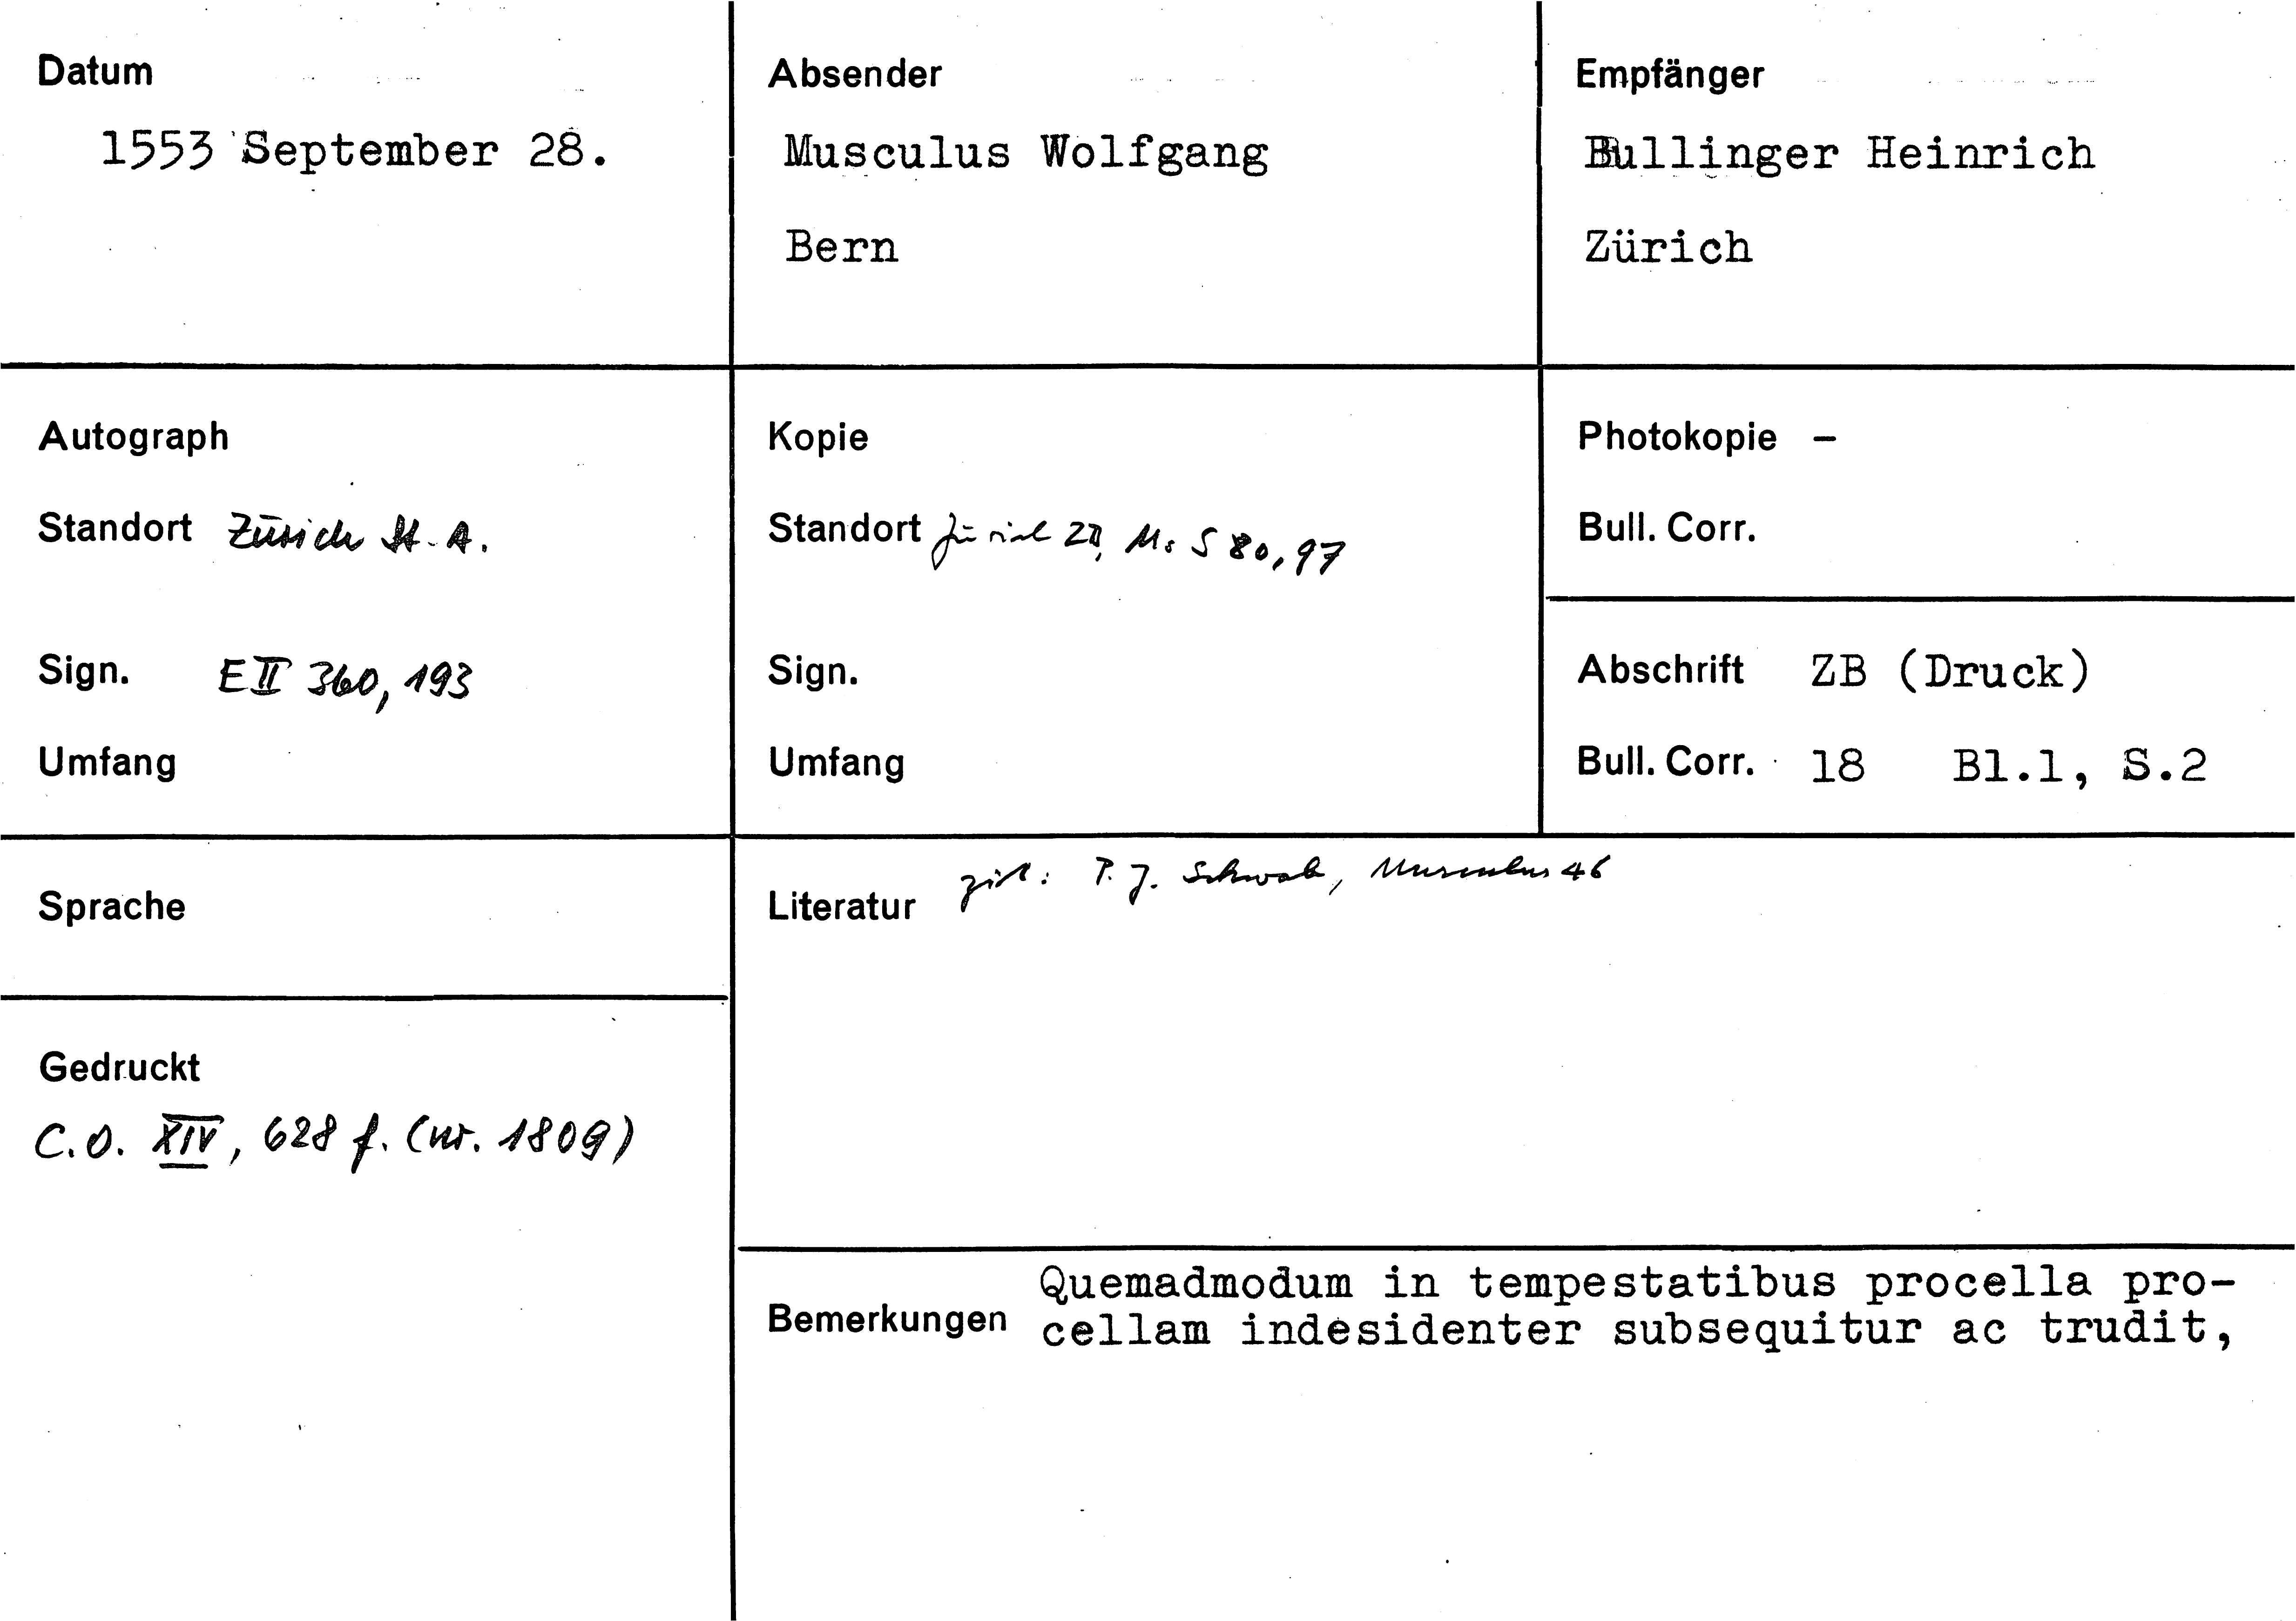 Datum
1553 September 28.
Absender
Musculus Wolfgang
Bern
Empfänger
Bullinger Heinrich
Zürich
Autograph
Standort Zürich St. A.
Sign. E II 360, 193
Umfang
Kopie
Standort Zürich ZB, Ms S 80, 97
Sign.
Umfang
Photokopie –
Bull. Corr.
Abschrift ZB (Druck)
Bull. Corr. 18 Bl.1, S.2
Sprache
Literatur zit: P. J. Schwab, Musculus 46
Gedruckt
C.O. XIV, 628 f. (nr. 1809)
Bemerkungen
Quemadmodum in tempestatibus procella pro-
cellam indesidenter subsequitur ac trudit,